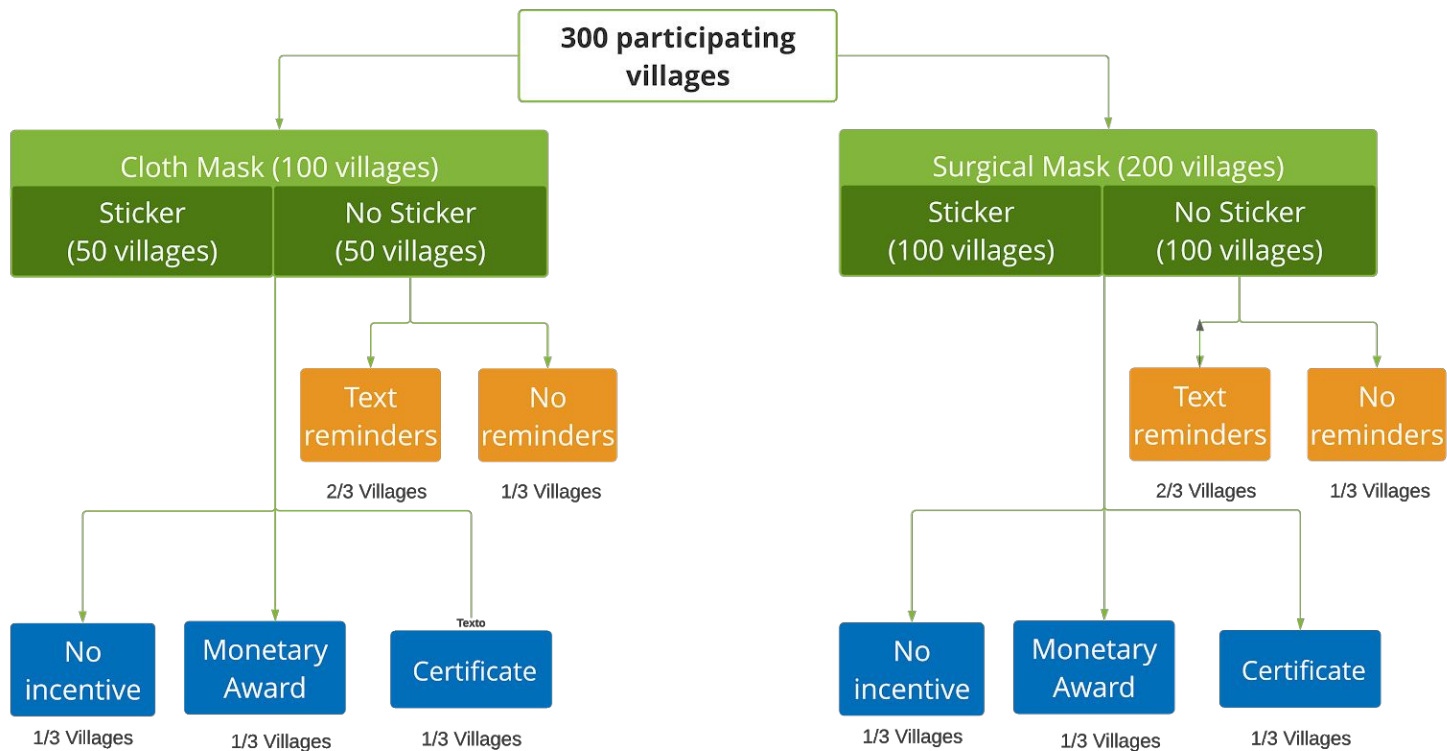 300 participating
villages
Cloth Mask (100 villages)
Sticker
(50 villages)
No Sticker
(50 villages)
Surgical Mask (200 villages)
Sticker
(100 villages)
No Sticker
(100 villages)
Text
reminders
2/3 Villages
No
reminders
1/3 Villages
Text
reminders
2/3 Villages
No
reminders
1/3 Villages
No
incentive
1/3 Villages
Monetary
Award
1/3 Villages
Texto
Certificate
1/3 Villages
No
incentive
1/3 Villages
Monetary
Award
1/3 Villages
Certificate
1/3 Villages